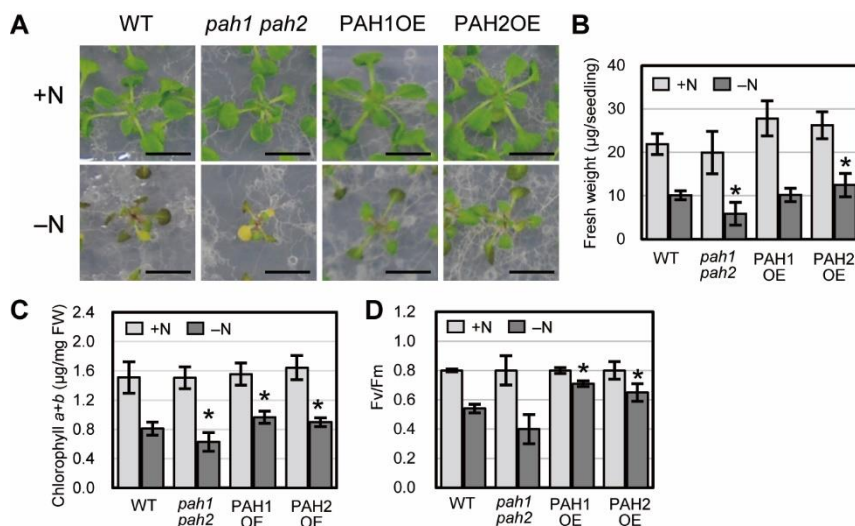 A
WT
pah1 pah2
PAH1OE
PAH2OE
+N
–N
B
+N
–N
Fresh weight (µg/seedling)
40
30
20
10
0
WT
pah1
pah2
PAH1
OE
PAH2
OE
*
*
C
+N
–N
Chlorophyll a+b (µg/mg FW)
2.4
2.0
1.6
1.2
0.8
0.4
0.0
WT
pah1
pah2
PAH1
OE
PAH2
OE
*
*
*
D
+N
–N
Fv/Fm
1.2
1.0
0.8
0.6
0.4
0.2
0.0
WT
pah1
pah2
PAH1
OE
PAH2
OE
*
*